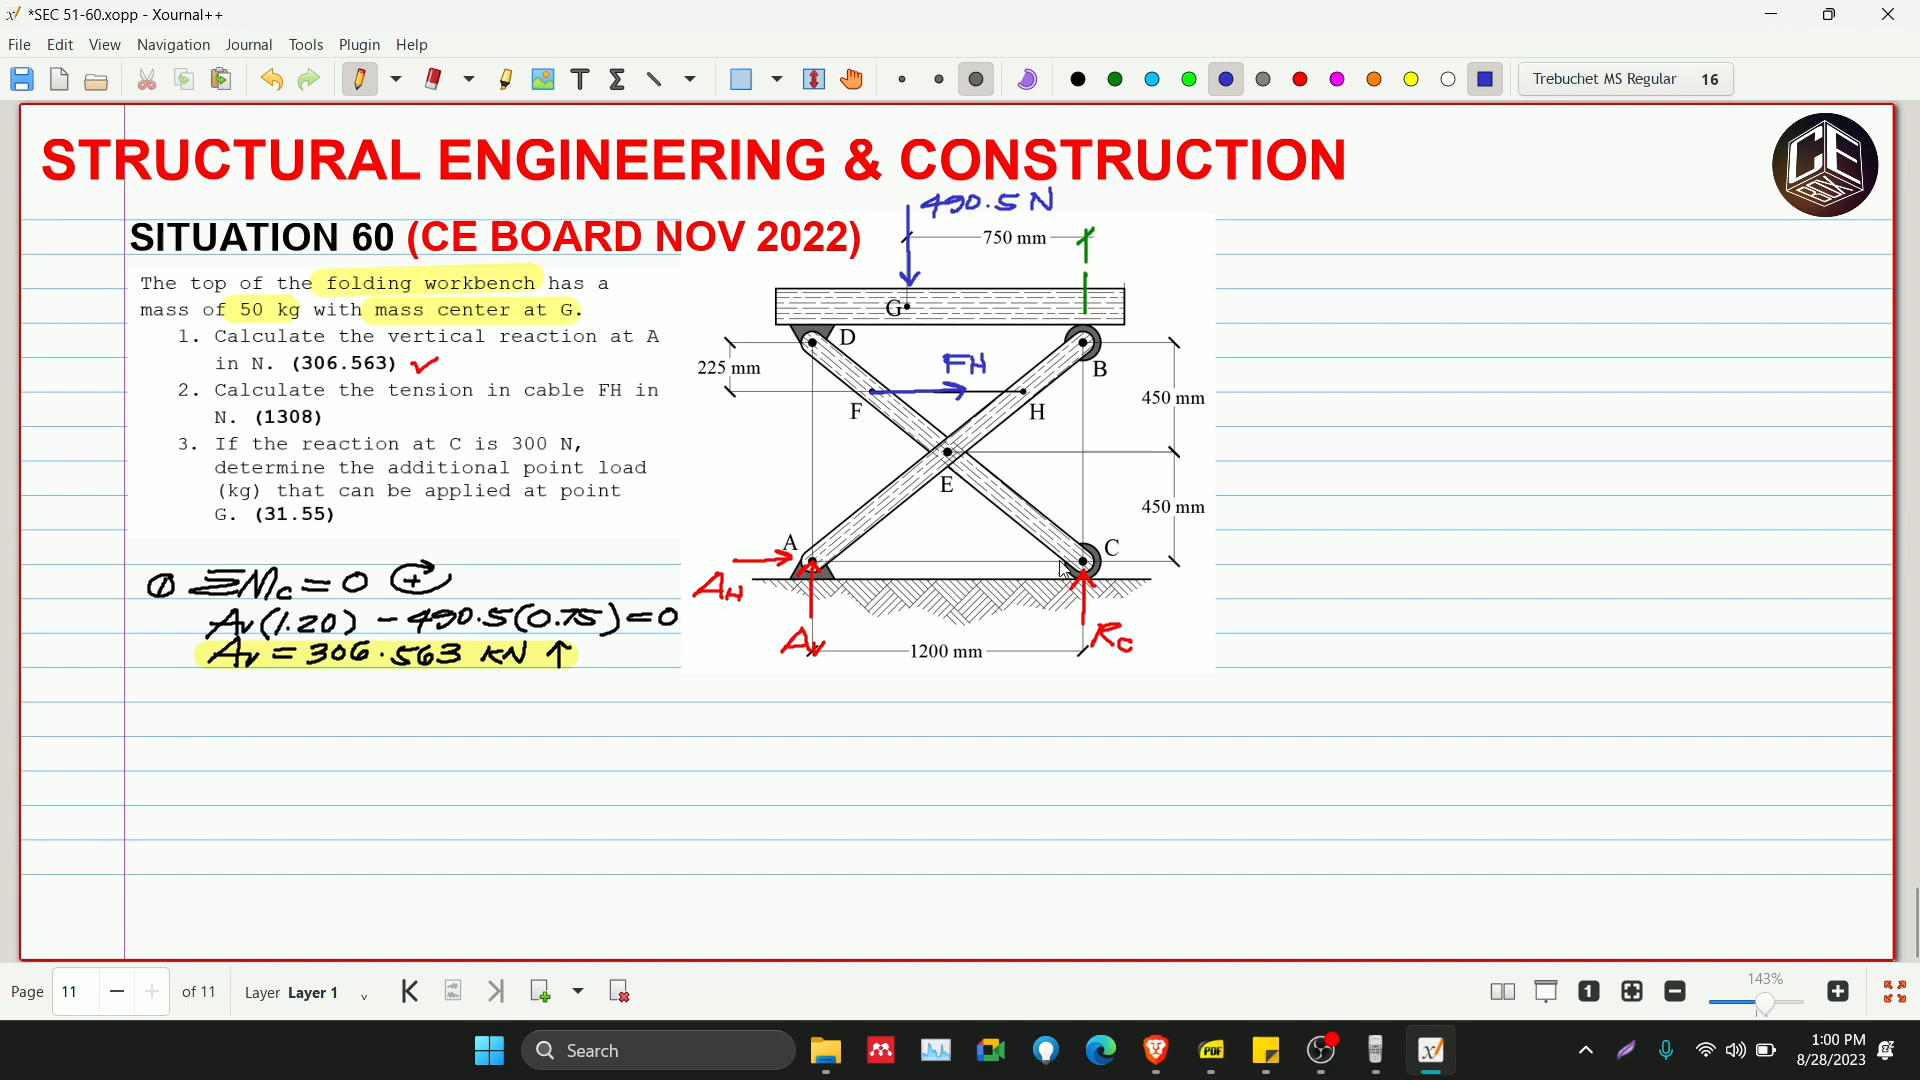 *SEC 51-60.xopp - Xournal++
File Edit View Navigation Journal Tools Plugin Help
Trebuchet MS Regular 16
STRUCTURAL ENGINEERING & CONSTRUCTION
CE
BOX
490.5 N
SITUATION 60 (CE BOARD NOV 2022)
750 mm
The top of the folding workbench has a
mass of 50 kg with mass center at G.
1. Calculate the vertical reaction at A
in N. (306.563) ✓
2. Calculate the tension in cable FH in
N. (1308)
3. If the reaction at C is 300 N,
determine the additional point load
(kg) that can be applied at point
G. (31.55)
G
D
225 mm
FH
B
450 mm
F
H
E
450 mm
A
C
AH
Av
1200 mm
RC
① ΣMc = 0 (+)
Av(1.20) - 490.5(0.75) = 0
Av = 306.563 KN ↑
Page 11 of 11 Layer Layer 1
143%
Search
PDF
1:00 PM
8/28/2023